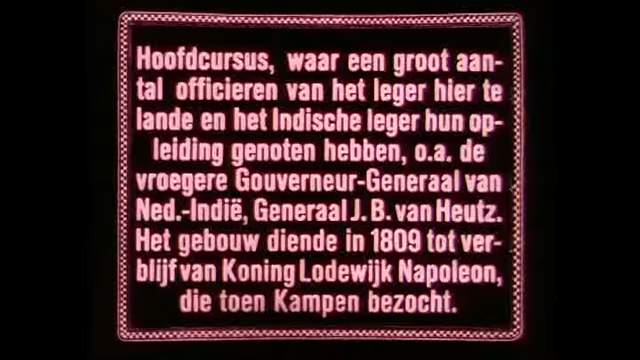 Hoofdcursus, waar een groot aan-
tal officieren van het leger hier te
lande en het Indische leger hun op-
leiding genoten hebben, o.a. de
vroegere Gouverneur-Generaal van
Ned.-Indië, Generaal J. B. van Heutz.
Het gebouw diende in 1809 tot ver-
blijf van Koning Lodewijk Napoleon,
die toen Kampen bezocht.